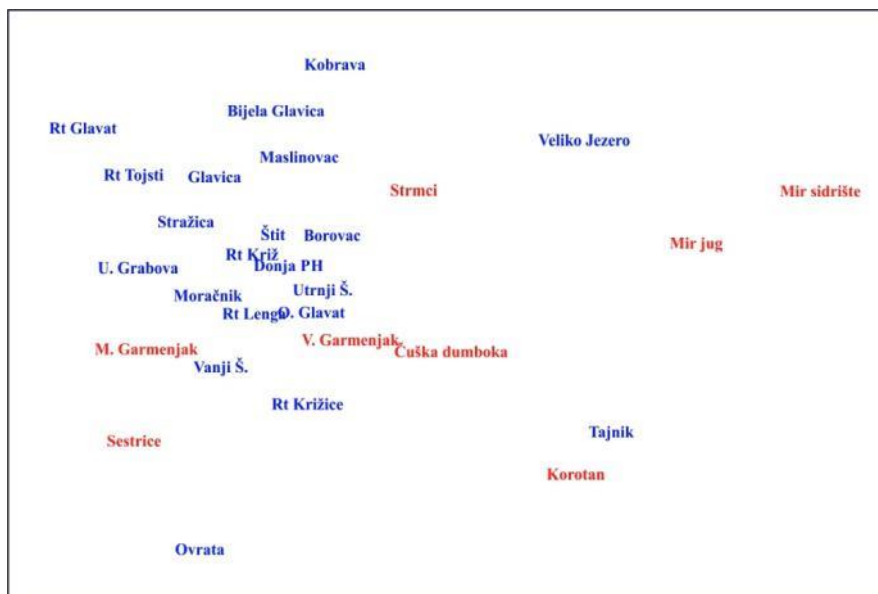 Kobrava
Bijela Glavica
Rt Glavat
Veliko Jezero
Maslinovac
Rt Tojsti
Glavica
Strmci
Mir sidrište
Stražica
Štit
Borovac
Mir jug
Rt Križ
U. Grabova
Donja PH
Moračnik
Utrnji Š.
Rt Lenga
O. Glavat
V. Garmenjak
M. Garmenjak
Čuška dumboka
Vanji Š.
Rt Križice
Tajnik
Sestrice
Korotan
Ovrata